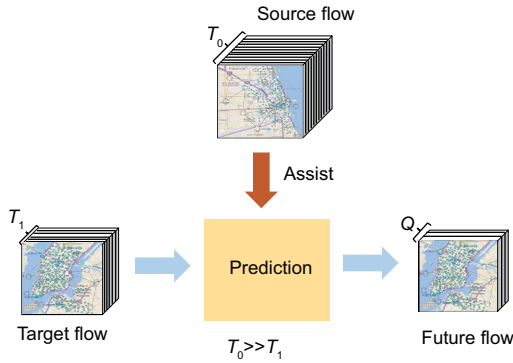 Source flow
T₀
Assist
T₁
Q
Prediction
Target flow
Future flow
T₀>>T₁